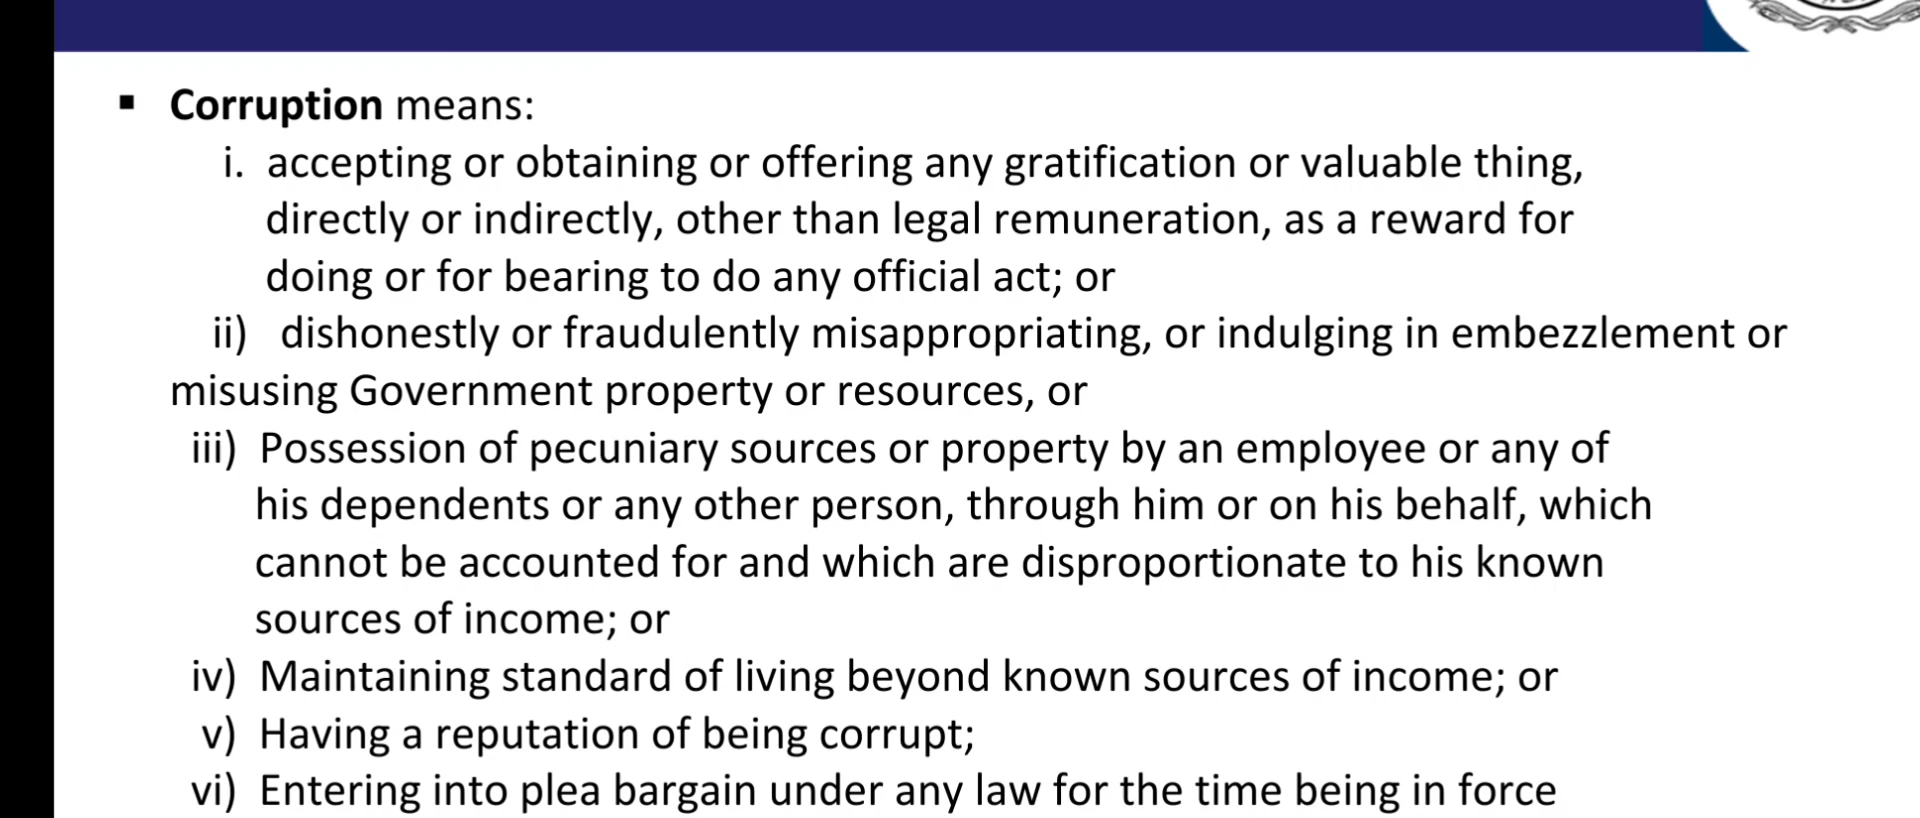 ▪ Corruption means:
i. accepting or obtaining or offering any gratification or valuable thing,
directly or indirectly, other than legal remuneration, as a reward for
doing or for bearing to do any official act; or
ii) dishonestly or fraudulently misappropriating, or indulging in embezzlement or
misusing Government property or resources, or
iii) Possession of pecuniary sources or property by an employee or any of
his dependents or any other person, through him or on his behalf, which
cannot be accounted for and which are disproportionate to his known
sources of income; or
iv) Maintaining standard of living beyond known sources of income; or
v) Having a reputation of being corrupt;
vi) Entering into plea bargain under any law for the time being in force